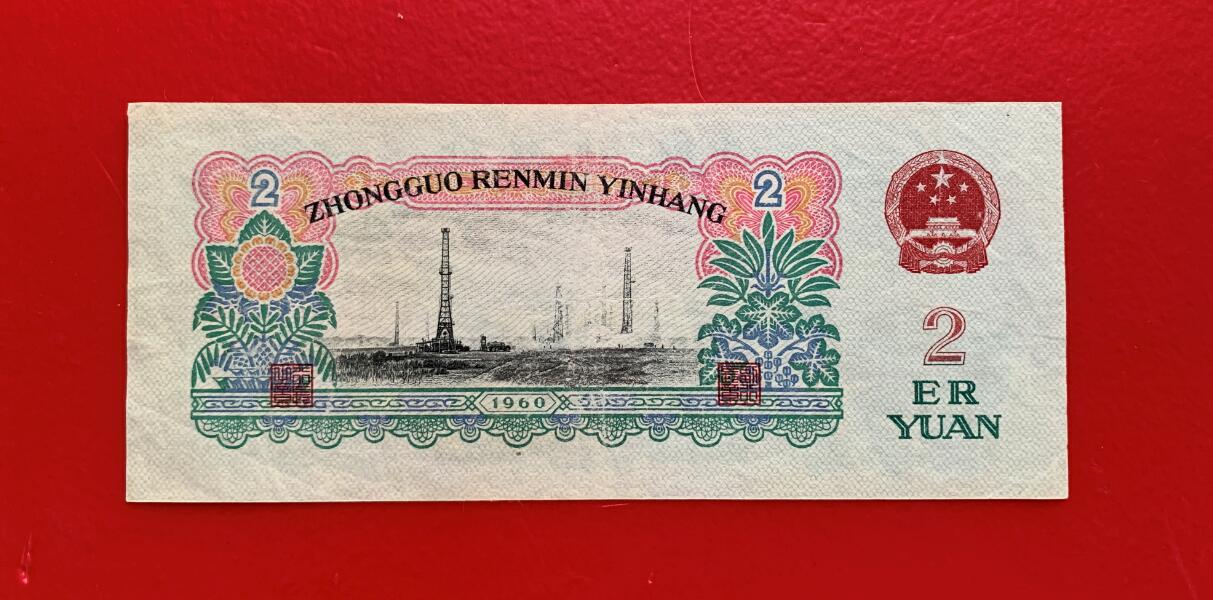 ZHONGGUO RENMIN YINHANG
2 2
1960
2
ER
YUAN